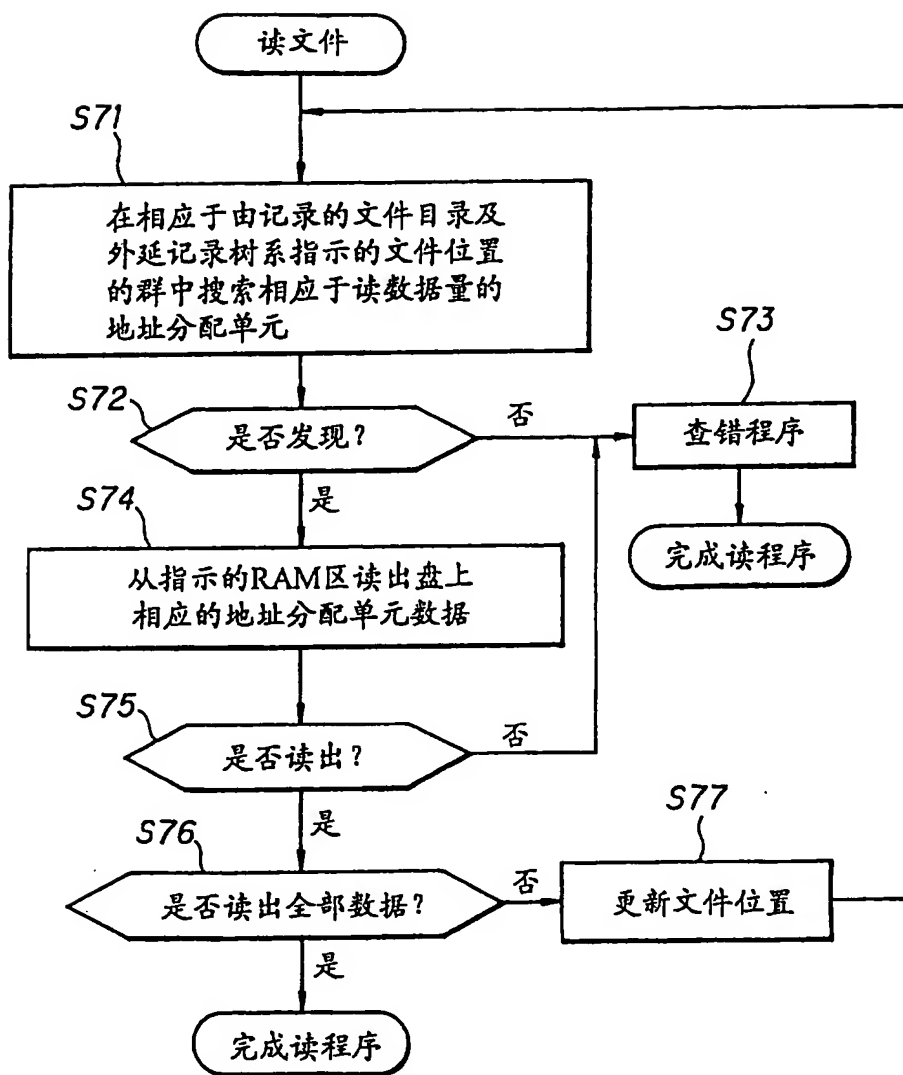 读文件
S71
在相应于由记录的文件目录及
外延记录树系指示的文件位置
的群中搜索相应于读数据量的
地址分配单元
S73
S72
是否发现?
否
查错程序
是
S74
完成读程序
从指示的RAM区读出盘上
相应的地址分配单元数据
S75
是否读出?
否
是
S77
S76
是否读出全部数据?
否
更新文件位置
是
完成读程序